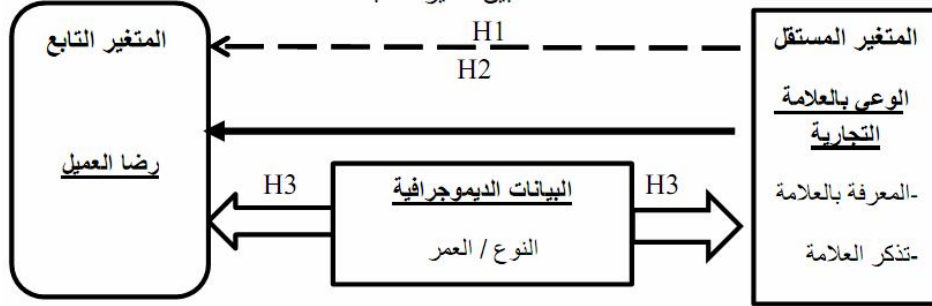 المتغير المستقل
الوعي بالعلامة
التجارية
-المعرفة بالعلامة
-تذكر العلامة
H1
H2
المتغير التابع
رضا العميل
H3
البيانات الديموجرافية
النوع / العمر
H3